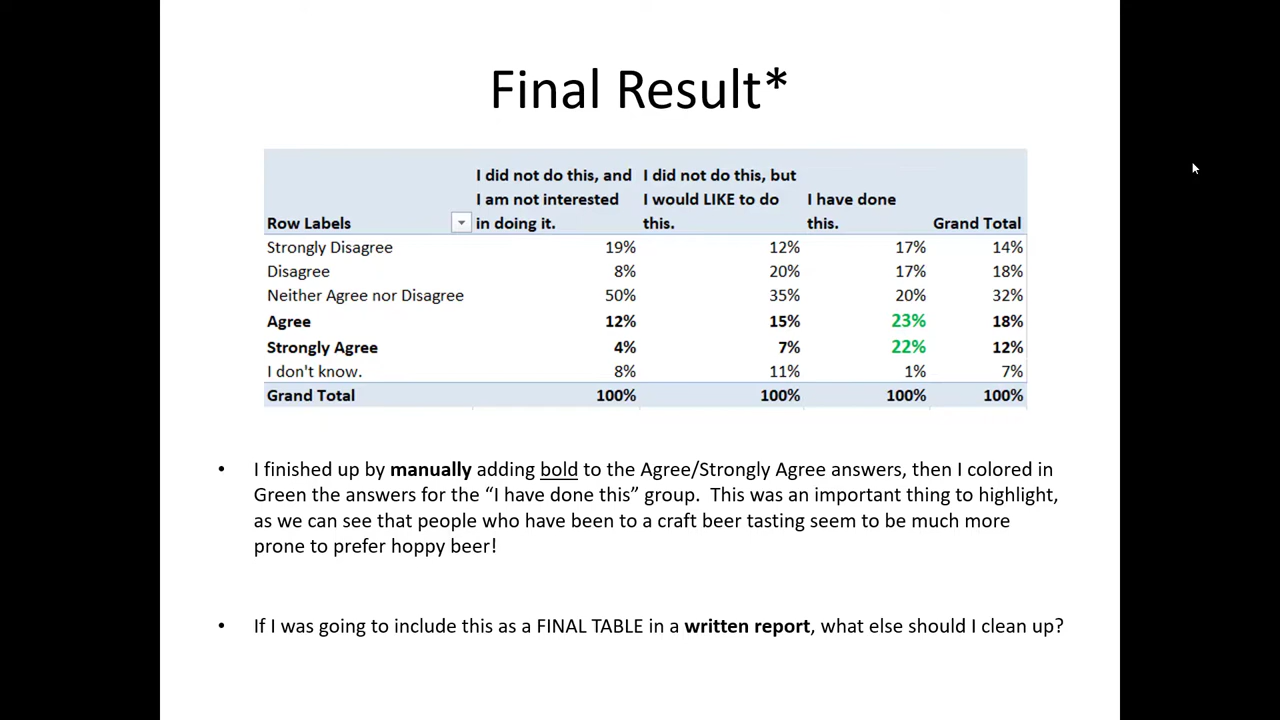 Final Result*
I did not do this, and I did not do this, but
I am not interested I would LIKE to do I have done
Row Labels in doing it. this. this. Grand Total
Strongly Disagree 19% 12% 17% 14%
Disagree 8% 20% 17% 18%
Neither Agree nor Disagree 50% 35% 20% 32%
Agree 12% 15% 23% 18%
Strongly Agree 4% 7% 22% 12%
I don't know. 8% 11% 1% 7%
Grand Total 100% 100% 100% 100%
• I finished up by manually adding bold to the Agree/Strongly Agree answers, then I colored in
Green the answers for the “I have done this” group. This was an important thing to highlight,
as we can see that people who have been to a craft beer tasting seem to be much more
prone to prefer hoppy beer!
• If I was going to include this as a FINAL TABLE in a written report, what else should I clean up?